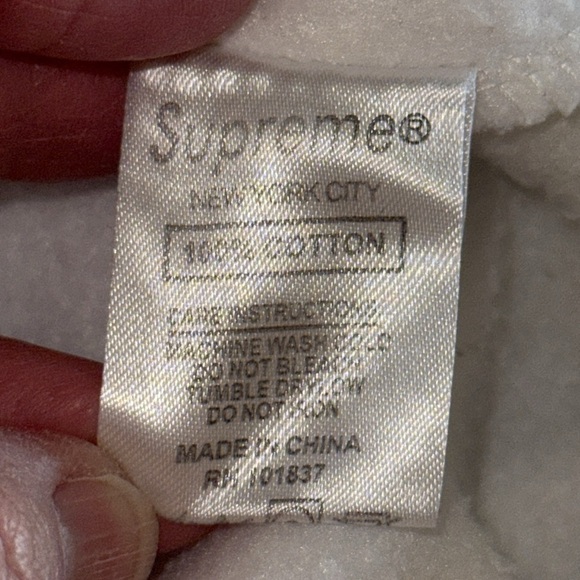 Supreme®
NEW YORK CITY
100% COTTON
CARE INSTRUCTIONS:
MACHINE WASH COLD
DO NOT BLEACH
TUMBLE DRY LOW
DO NOT IRON
MADE IN CHINA
RN 101837